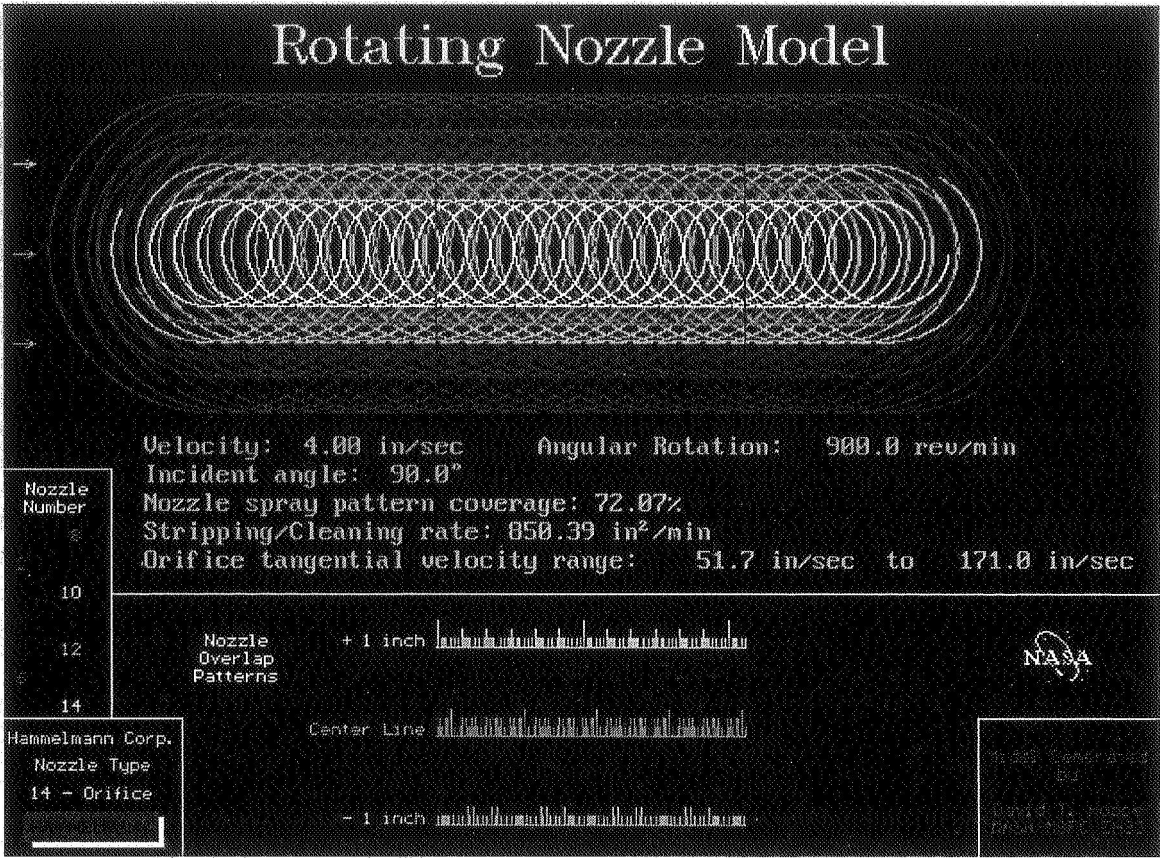 Rotating Nozzle Model
Velocity: 4.00 in/sec Angular Rotation: 900.0 rev/min
Incident angle: 90.0°
Nozzle spray pattern coverage: 72.07%
Stripping/Cleaning rate: 850.39 in²/min
Orifice tangential velocity range: 51.7 in/sec to 171.0 in/sec
Nozzle
Number
8
10
12
14
Nozzle
Overlap
Patterns
+ 1 inch
Center Line
- 1 inch
NASA
Hammelmann Corp.
Nozzle Type
14 - Orifice